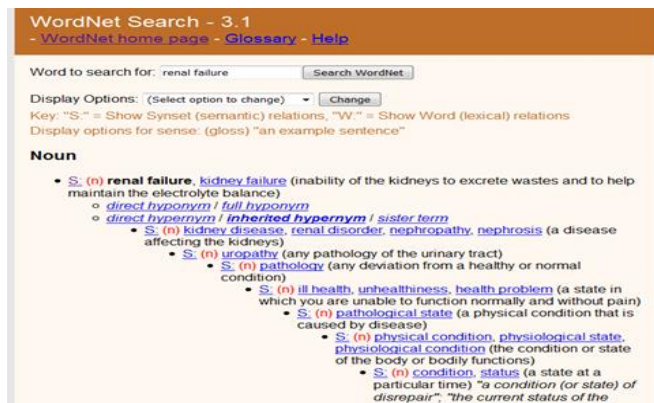 WordNet Search - 3.1
- WordNet home page - Glossary - Help
Word to search for: renal failure Search WordNet
Display Options: (Select option to change) Change
Key: "S:" = Show Synset (semantic) relations, "W:" = Show Word (lexical) relations
Display options for sense: (gloss) "an example sentence"
Noun
• S: (n) renal failure, kidney failure (inability of the kidneys to excrete wastes and to help
maintain the electrolyte balance)
○ direct hyponym / full hyponym
○ direct hypernym / inherited hypernym / sister term
• S: (n) kidney disease, renal disorder, nephropathy, nephrosis (a disease
affecting the kidneys)
• S: (n) uropathy (any pathology of the urinary tract)
• S: (n) pathology (any deviation from a healthy or normal
condition)
• S: (n) ill health, unhealthiness, health problem (a state in
which you are unable to function normally and without pain)
• S: (n) pathological state (a physical condition that is
caused by disease)
• S: (n) physical condition, physiological state,
physiological condition (the condition or state
of the body or bodily functions)
• S: (n) condition, status (a state at a
particular time) "a condition (or state) of
disrepair"; "the current status of the